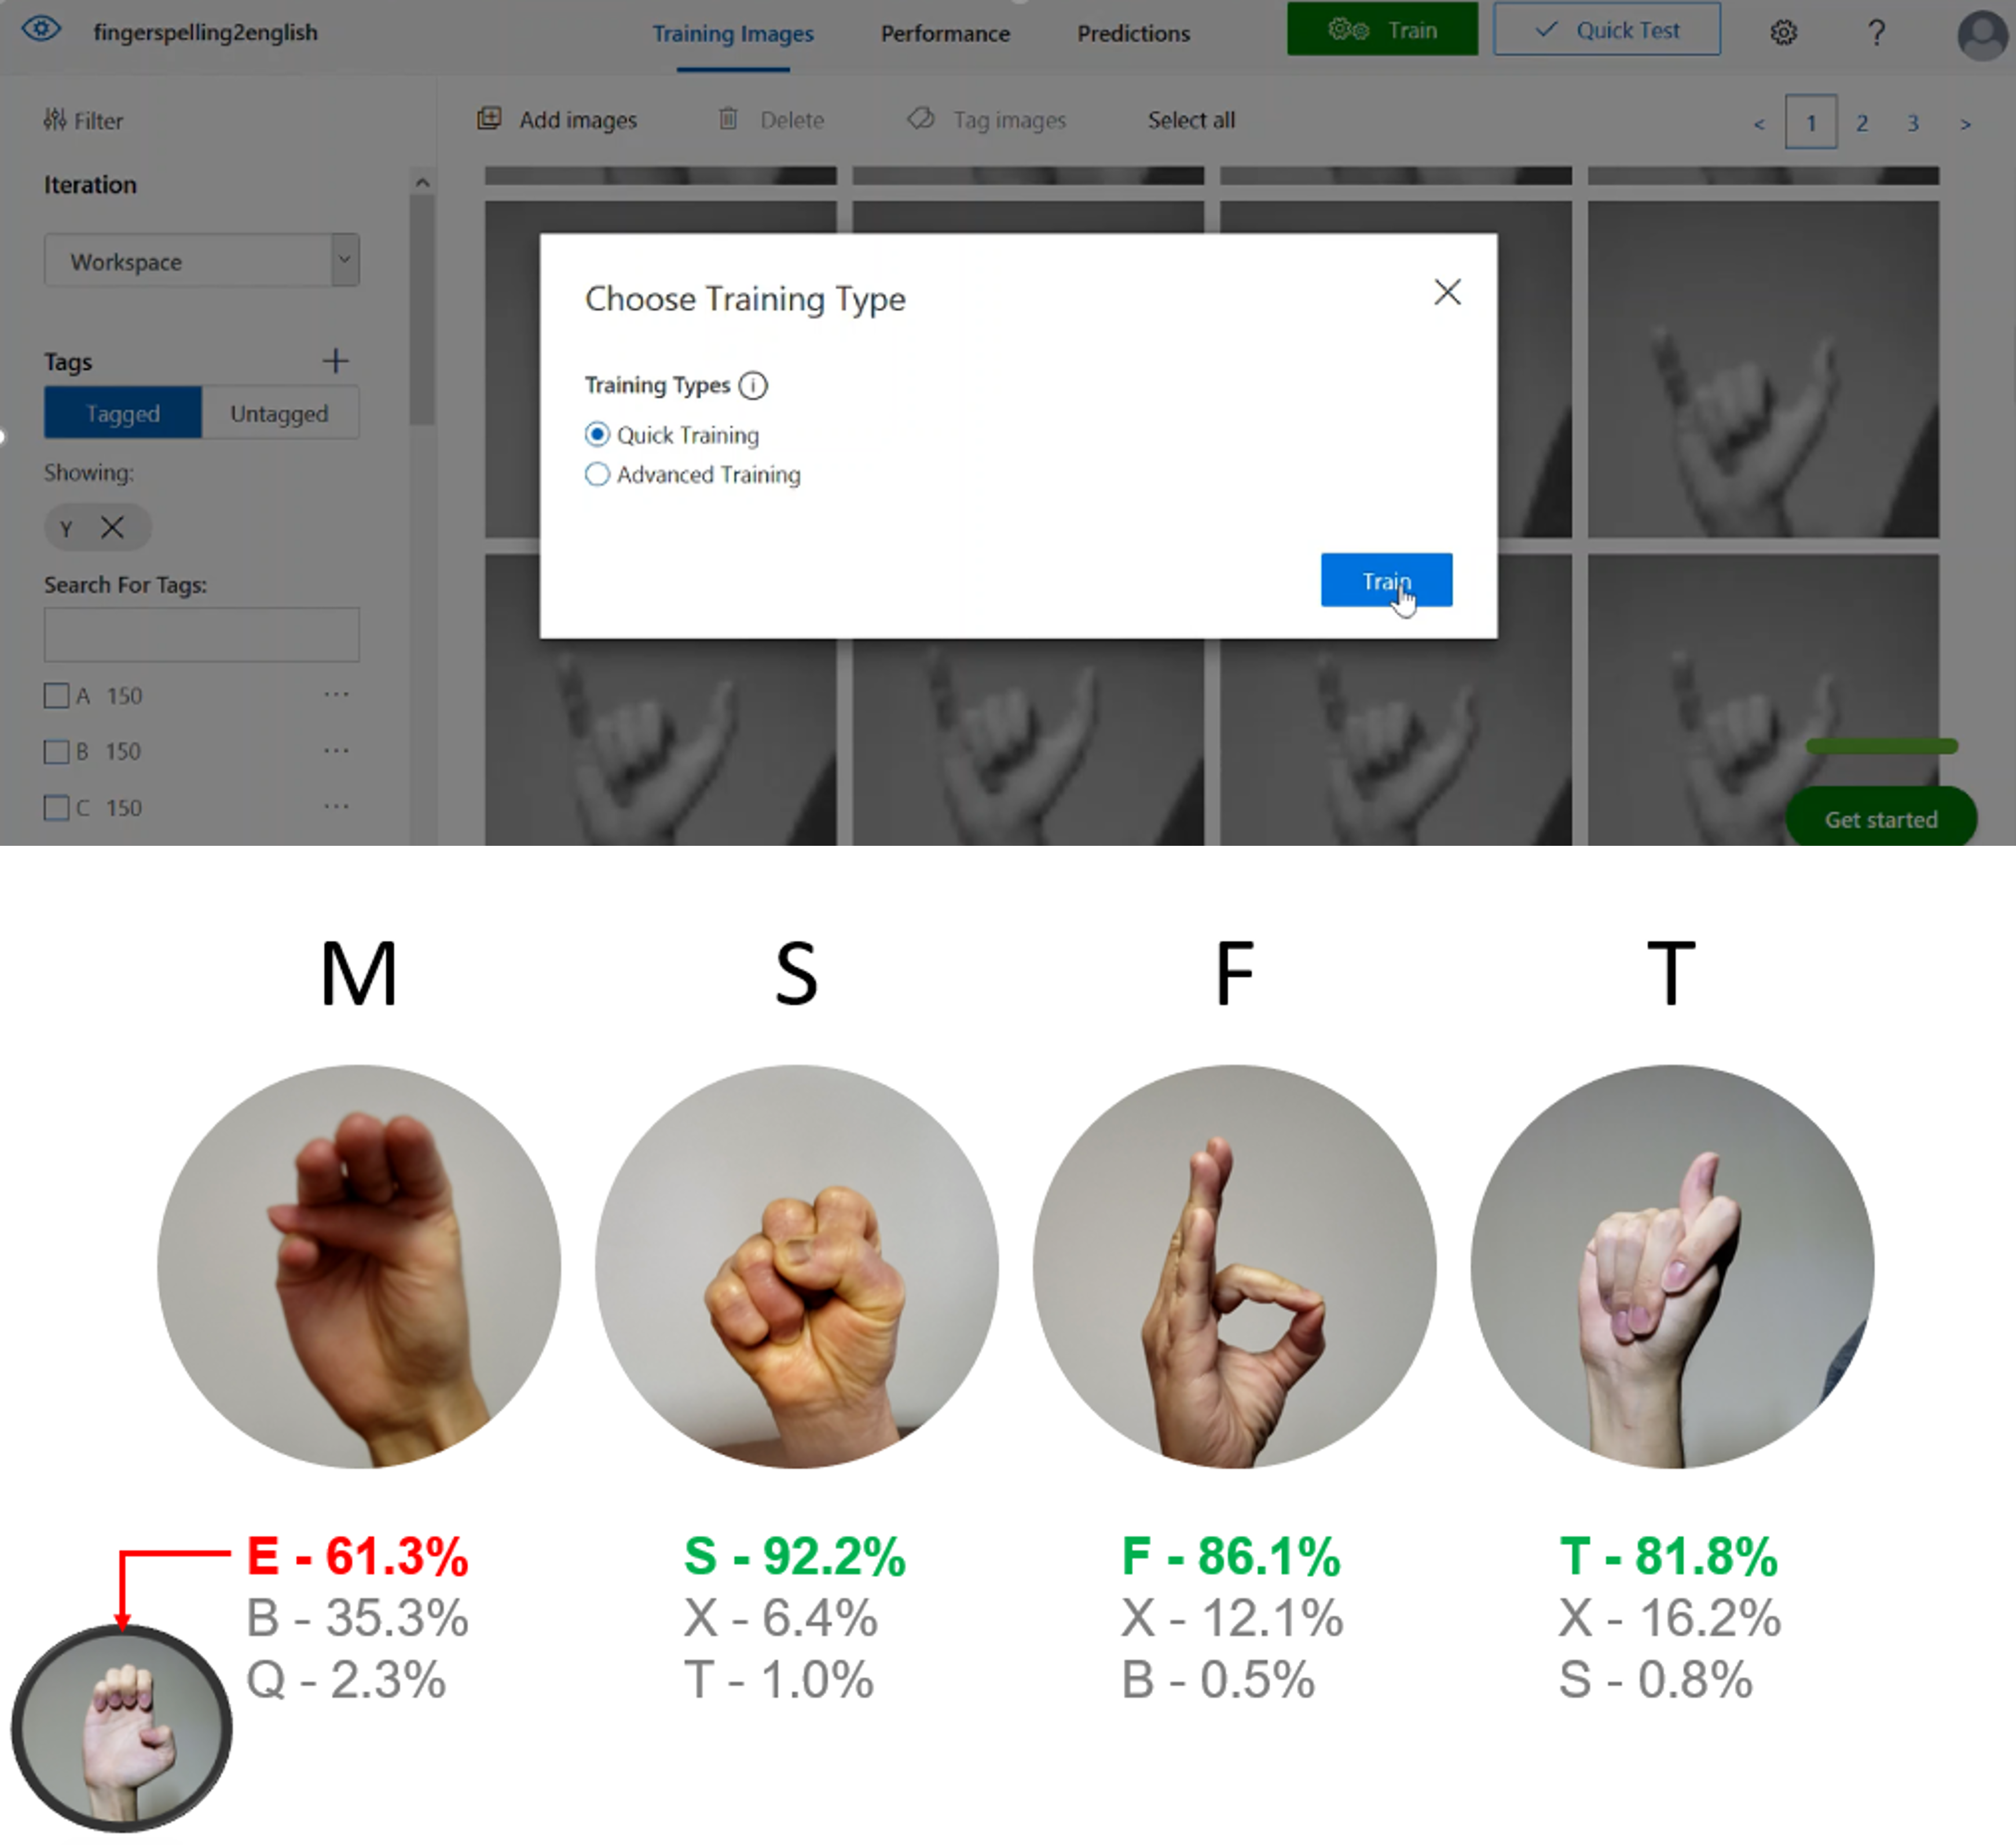 fingerspelling2english Training Images Performance Predictions Train Quick Test ?
Filter Add images Delete Tag images Select all < 1 2 3 >
Iteration
Workspace
Tags
Tagged Untagged
Showing:
Y
Search For Tags:
A 150 ...
B 150 ...
C 150 ...
Choose Training Type
Training Types
Quick Training
Advanced Training
Train
Get started
M S F T
E - 61.3% S - 92.2% F - 86.1% T - 81.8%
B - 35.3% X - 6.4% X - 12.1% X - 16.2%
Q - 2.3% T - 1.0% B - 0.5% S - 0.8%